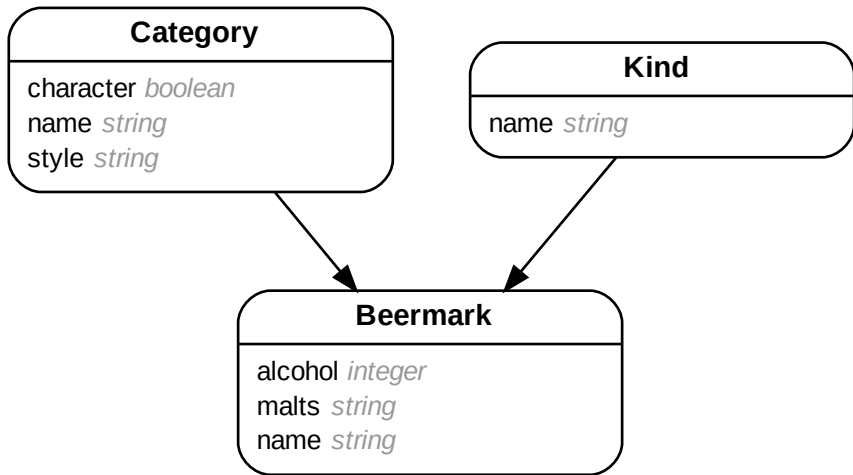 Category
character boolean
name string
style string
Kind
name string
Beermark
alcohol integer
malts string
name string